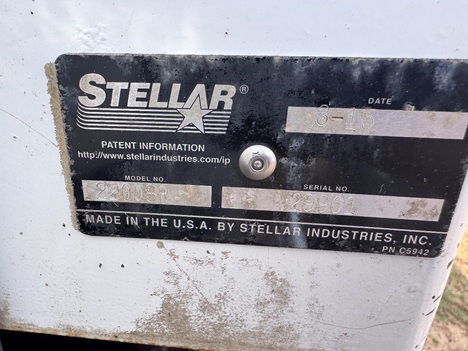 STELLAR®
DATE
PATENT INFORMATION
http://www.stellarindustries.com/ip
MODEL NO.
SERIAL NO.
MADE IN THE U.S.A. BY STELLAR INDUSTRIES, INC.
PN C5942